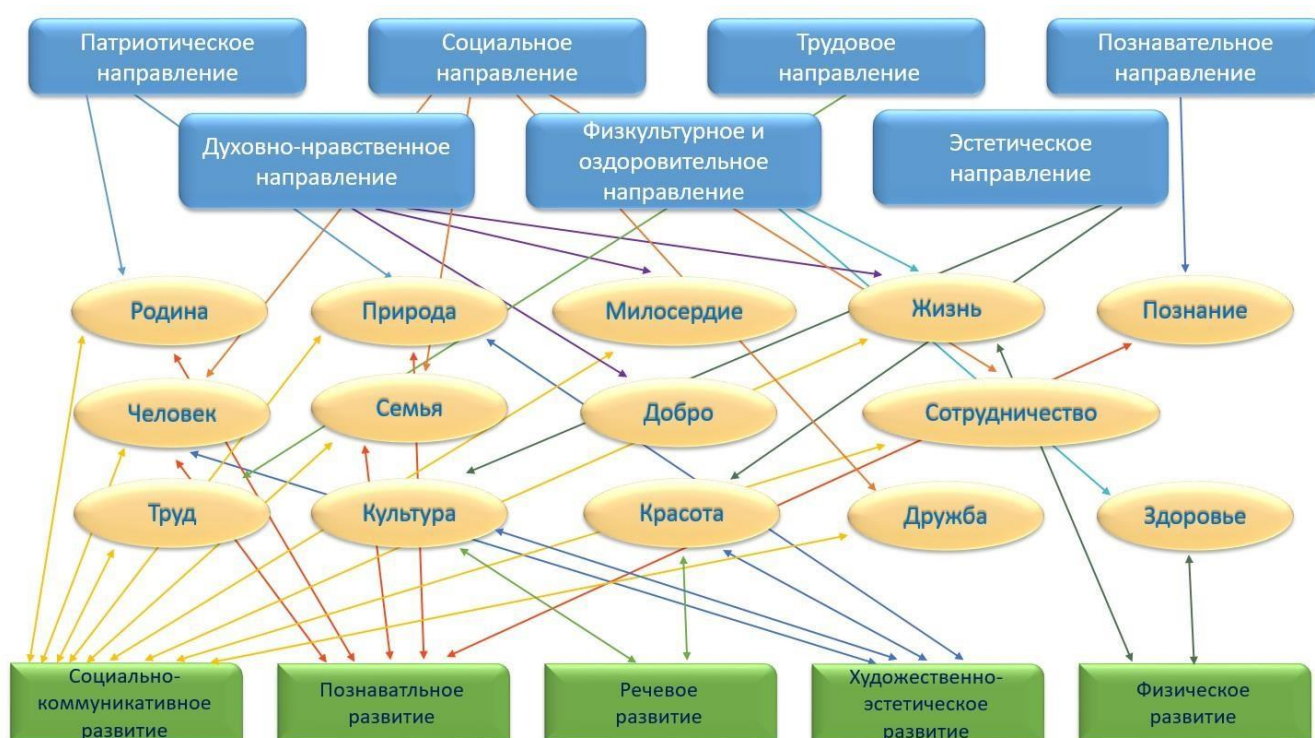 Патриотическое
направление
Социальное
направление
Трудовое
направление
Познавательное
направление
Духовно-нравственное
направление
Физкультурное и
оздоровительное
направление
Эстетическое
направление
Родина
Природа
Милосердие
Жизнь
Познание
Человек
Семья
Добро
Сотрудничество
Труд
Культура
Красота
Дружба
Здоровье
Социально-
коммуникативное
развитие
Познаватльное
развитие
Речевое
развитие
Художественно-
эстетическое
развитие
Физическое
развитие